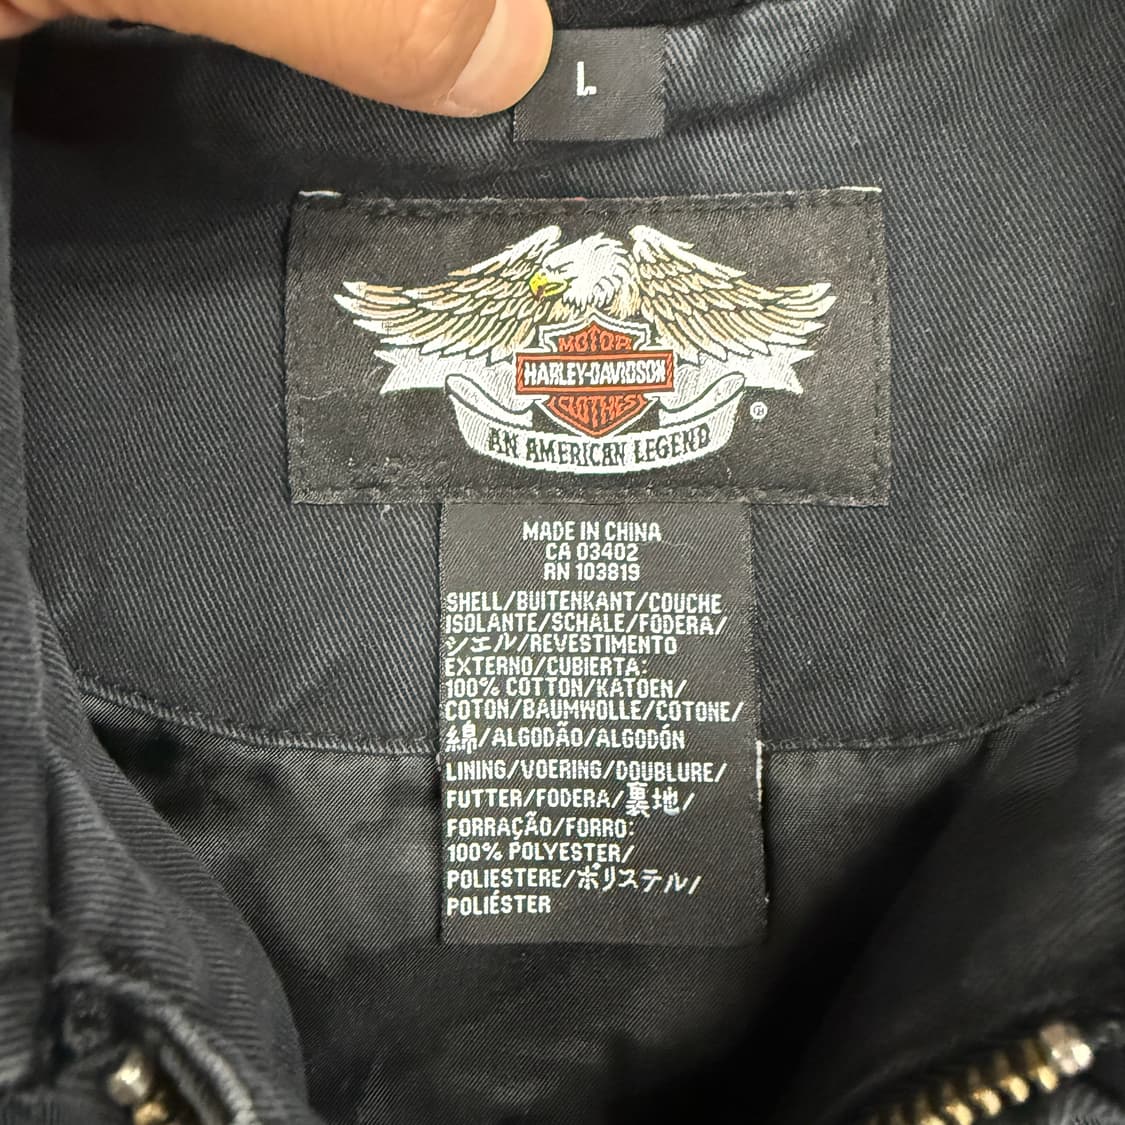 L
MOTOR
HARLEY-DAVIDSON
CLOTHES
®
AN AMERICAN LEGEND
MADE IN CHINA
CA 03402
RN 103819
SHELL/BUITENKANT/COUCHE
ISOLANTE/SCHALE/FODERA/
シエル/REVESTIMENTO
EXTERNO/CUBIERTA:
100% COTTON/KATOEN/
COTON/BAUMWOLLE/COTONE/
綿/ALGODÃO/ALGODÓN
LINING/VOERING/DOUBLURE/
FUTTER/FODERA/裏地/
FORRAÇÃO/FORRO:
100% POLYESTER/
POLIESTERE/ポリステル/
POLIÉSTER